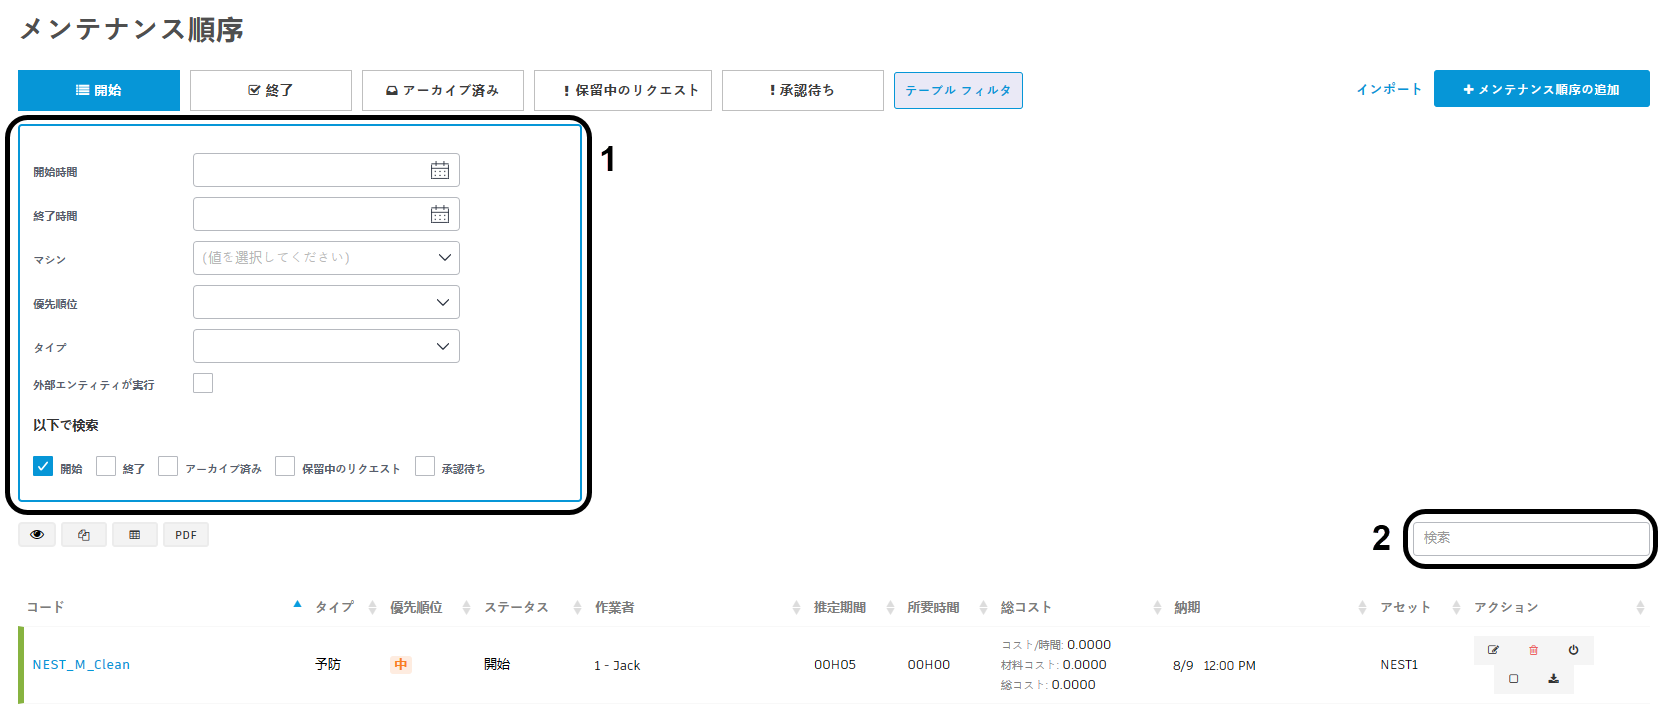 メンテナンス順序
開始 終了 アーカイブ済み 保留中のリクエスト 承認待ち テーブル フィルタ インポート メンテナンス順序の追加
1
開始時間
終了時間
マシン (値を選択してください)
優先順位
タイプ
外部エンティティが実行
以下で検索
開始 終了 アーカイブ済み 保留中のリクエスト 承認待ち
PDF 2 検索
コード タイプ 優先順位 ステータス 作業者 推定期間 所要時間 総コスト 納期 アセット アクション
NEST_M_Clean 予防 中 開始 1 - Jack 00H05 00H00 コスト/時間: 0.0000 8/9 12:00 PM NEST1
材料コスト: 0.0000
総コスト: 0.0000